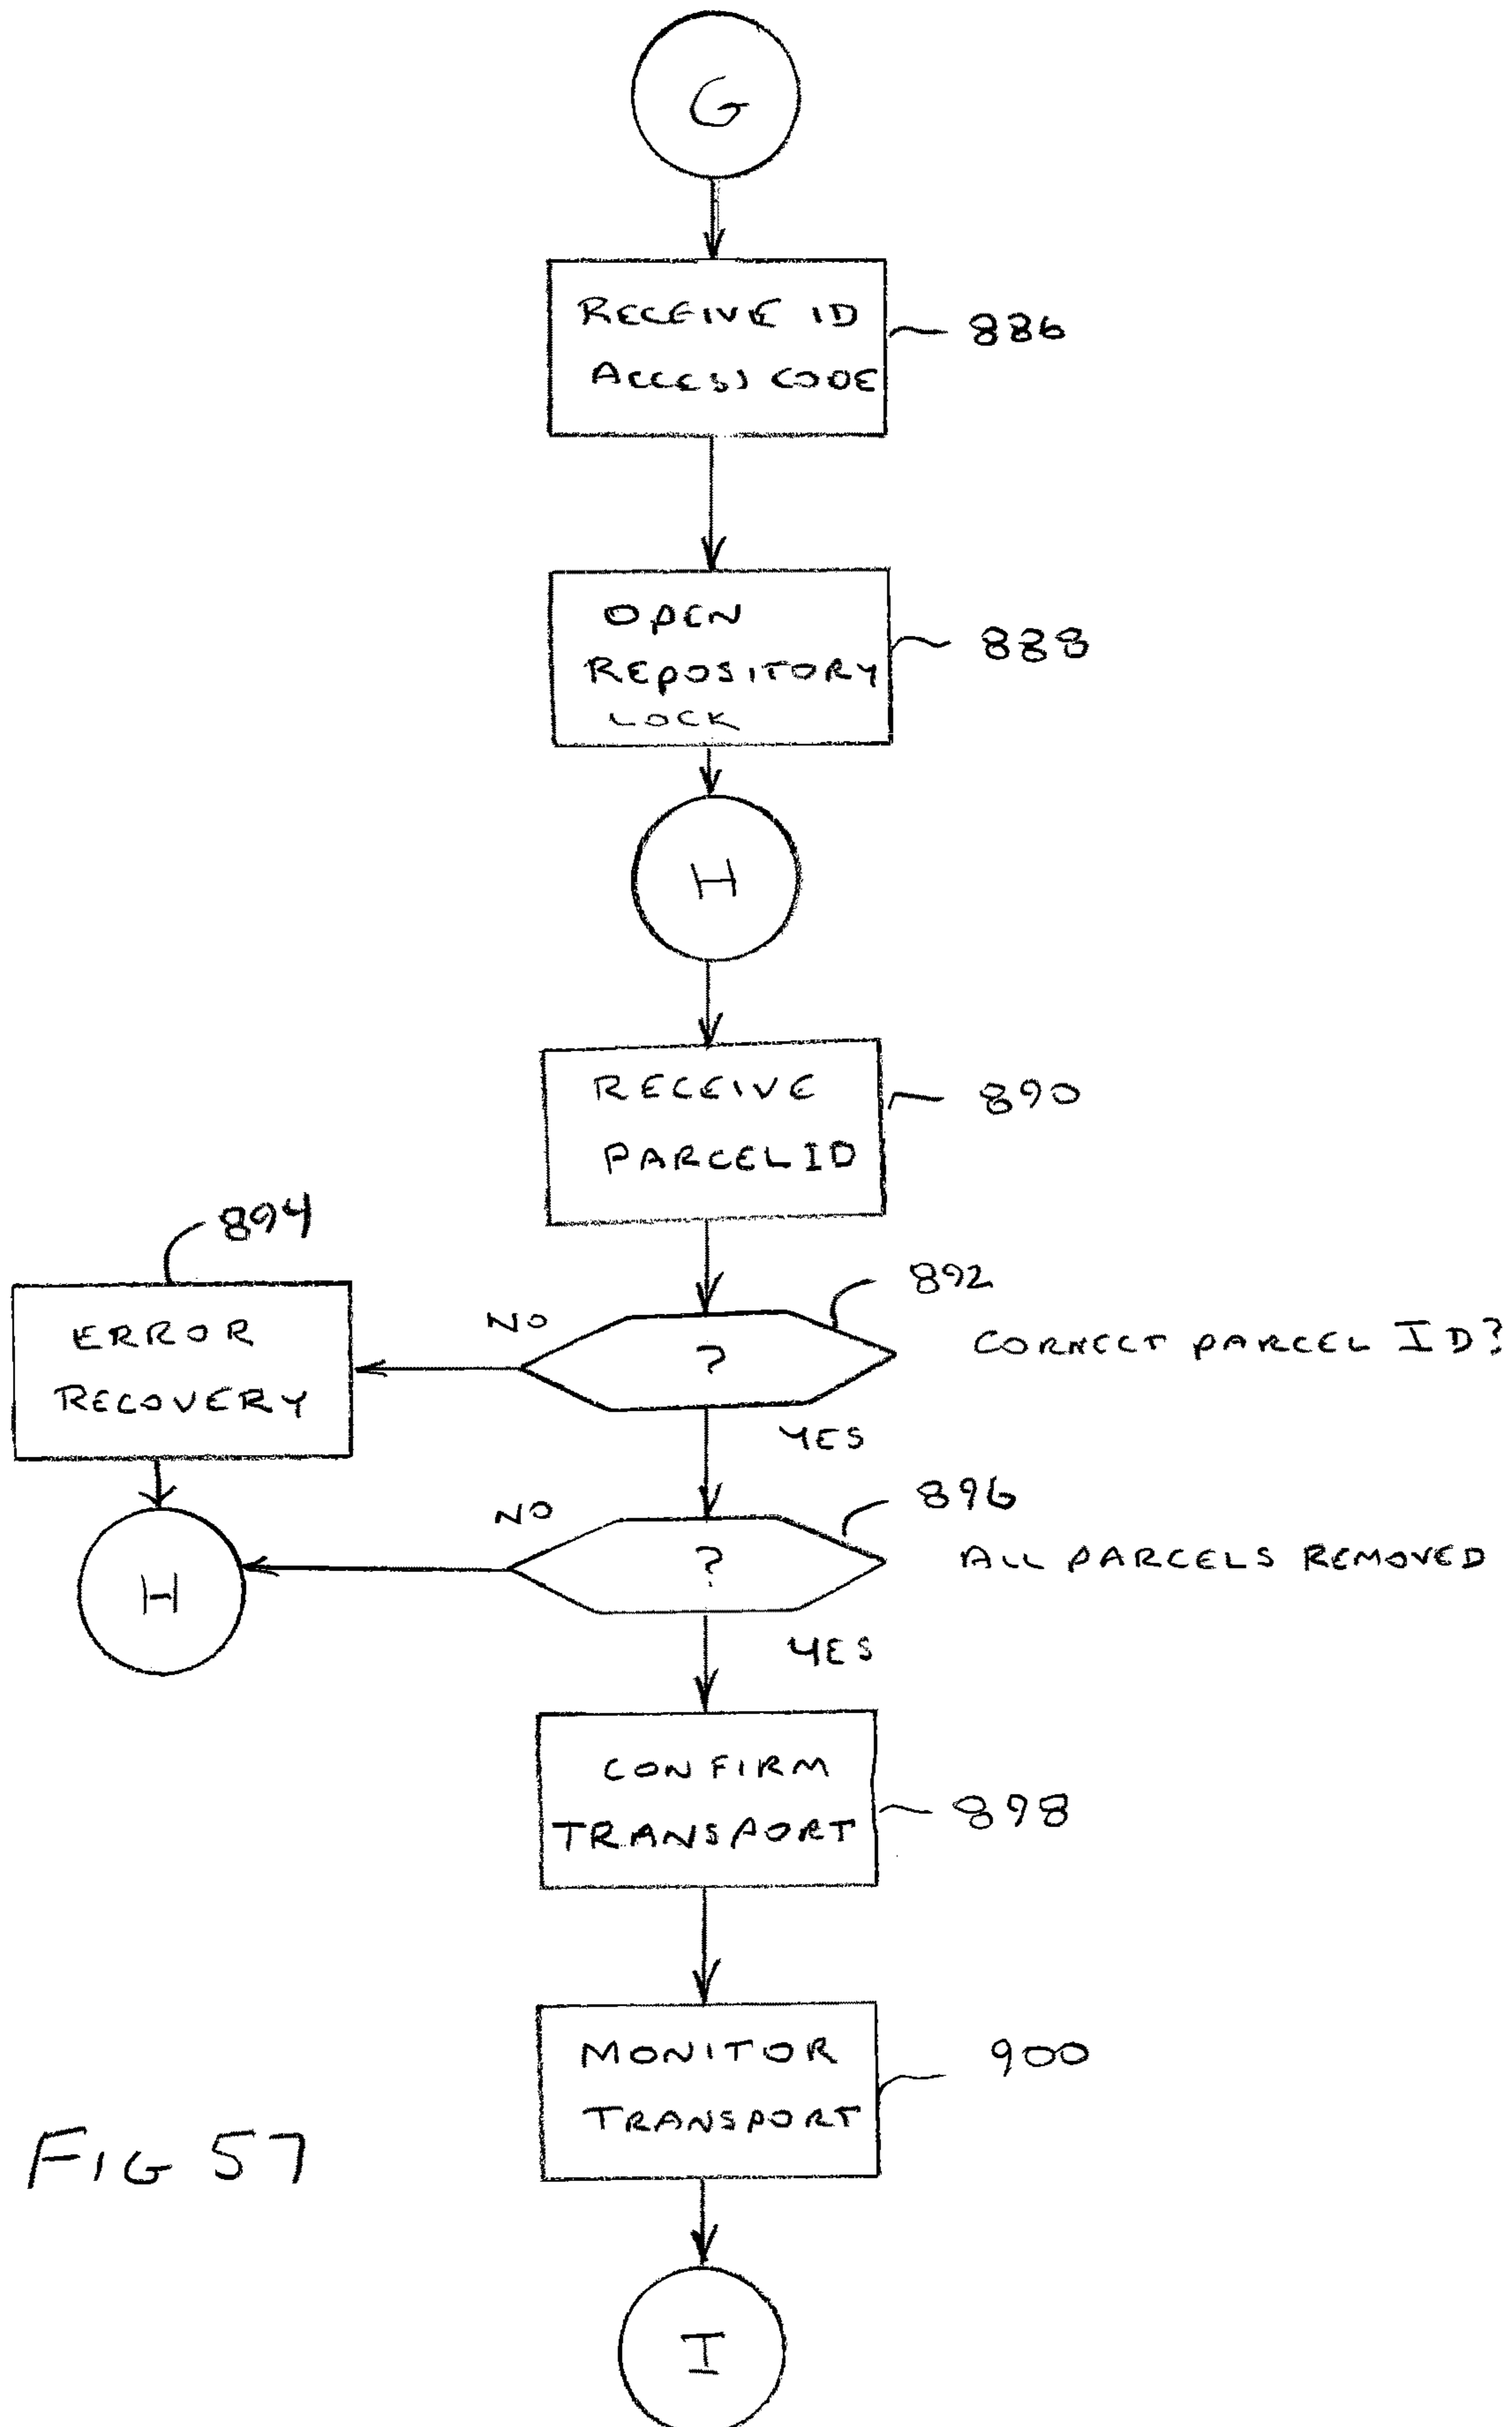 G
RECEIVE ID
ACCESS CODE
886
OPEN
REPOSITORY
LOCK
888
H
RECEIVE
PARCEL ID
890
894
ERROR
RECOVERY
NO
?
892
CORRECT PARCEL ID?
YES
H
NO
?
896
ALL PARCELS REMOVED
YES
CONFIRM
TRANSPORT
898
MONITOR
TRANSPORT
900
FIG 57
I